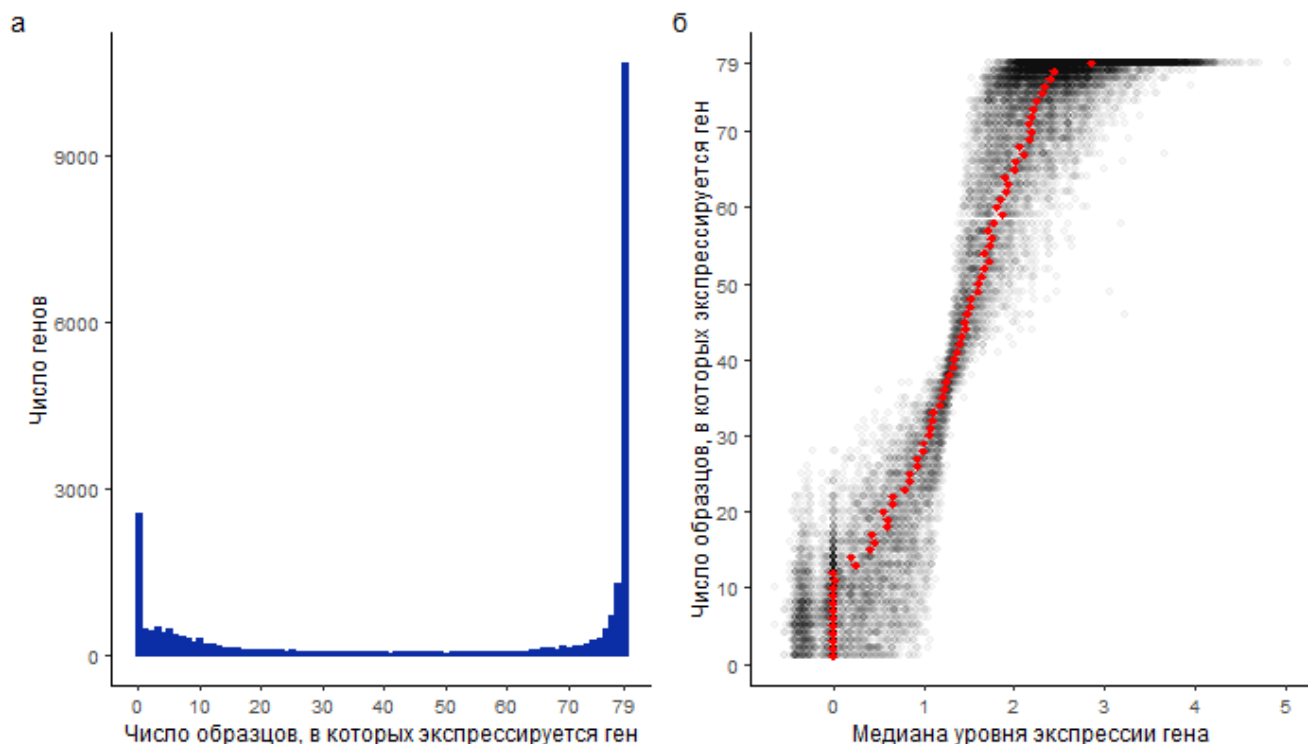 а
Число генов
9000
6000
3000
0
0 10 20 30 40 50 60 70 79
Число образцов, в которых экспрессируется ген
б
Число образцов, в которых экспрессируется ген
79
70
60
50
40
30
20
10
0
0 1 2 3 4 5
Медиана уровня экспрессии гена